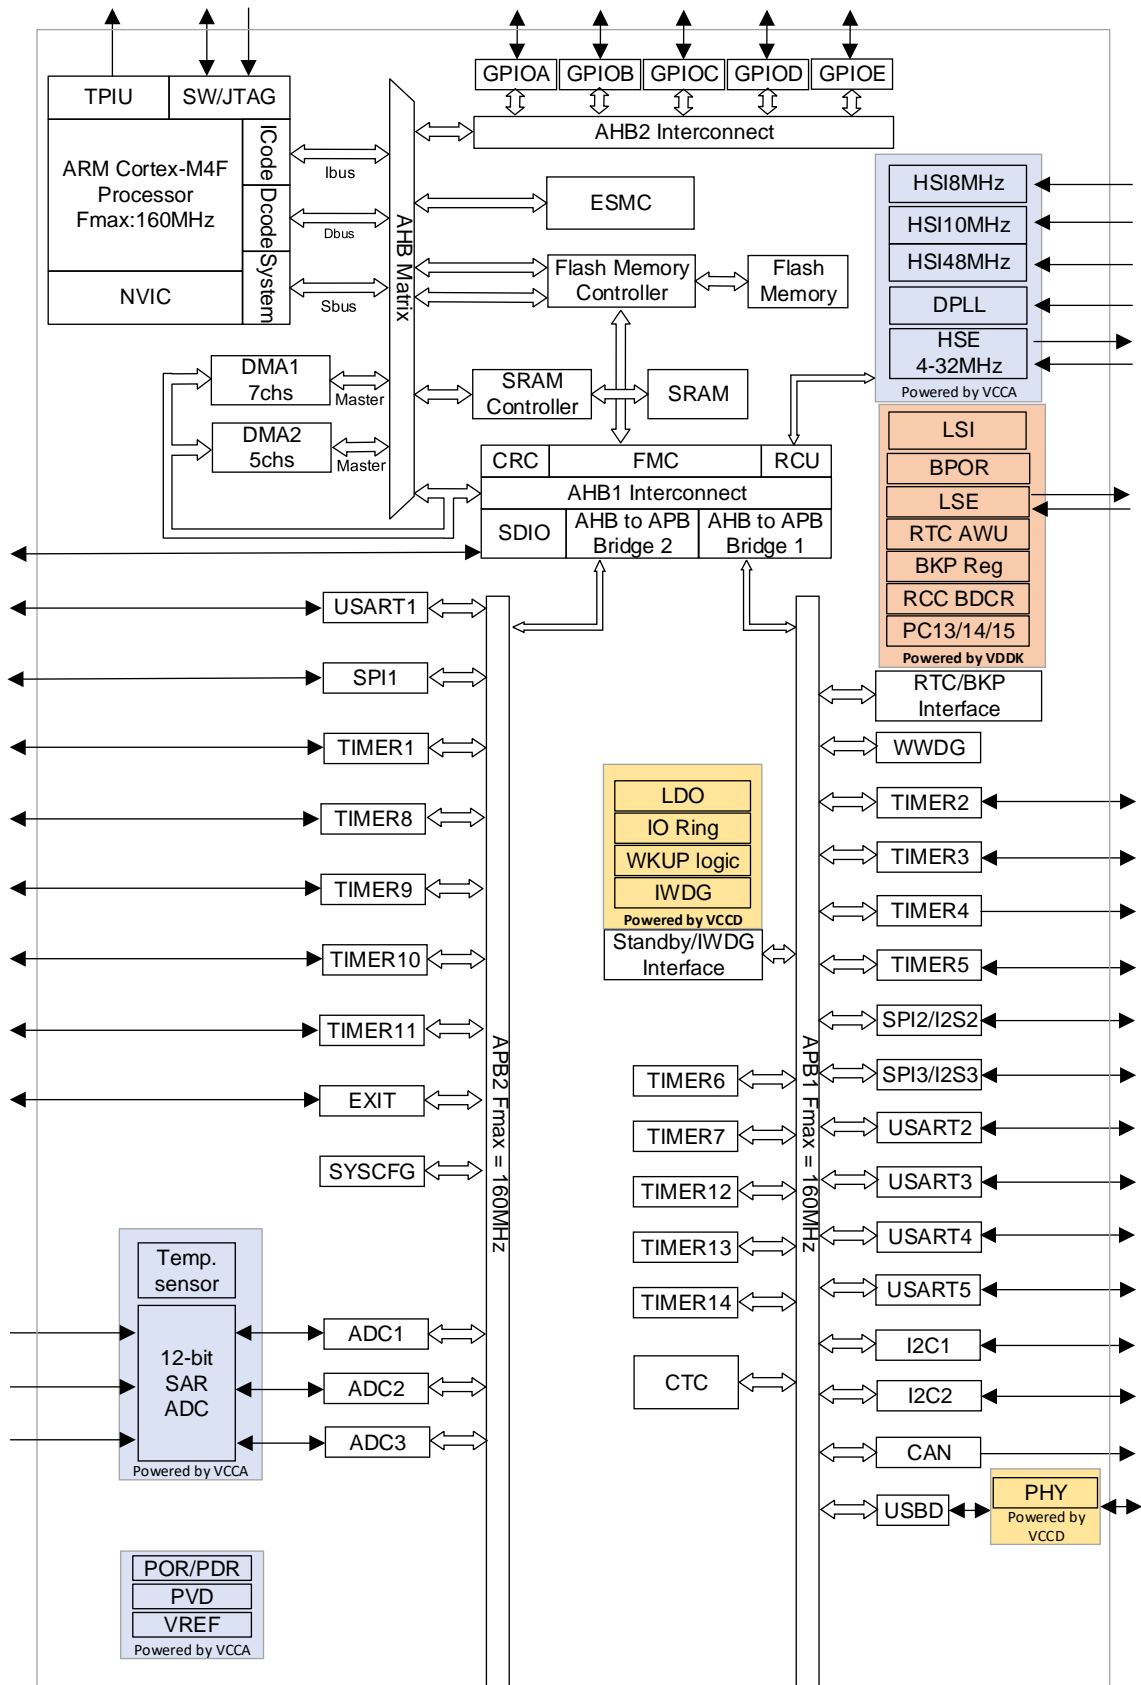 GPIOA
GPIOB
GPIOC
GPIOD
GPIOE
TPIU
SW/JTAG
AHB2 Interconnect
ARM Cortex-M4F
Processor
Fmax:160MHz
ICode
Dcode
System
NVIC
Ibus
Dbus
Sbus
AHB Matrix
ESMC
Flash Memory
Controller
Flash
Memory
HSI8MHz
HSI10MHz
HSI48MHz
DPLL
HSE
4-32MHz
Powered by VCCA
DMA1
7chs
Master
DMA2
5chs
Master
SRAM
Controller
SRAM
CRC
FMC
RCU
AHB1 Interconnect
SDIO
AHB to APB
Bridge 2
AHB to APB
Bridge 1
LSI
BPOR
LSE
RTC AWU
BKP Reg
RCC BDCR
PC13/14/15
Powered by VDDK
USART1
SPI1
TIMER1
TIMER8
TIMER9
TIMER10
TIMER11
EXIT
SYSCFG
APB2 Fmax = 160MHz
LDO
IO Ring
WKUP logic
IWDG
Powered by VCCD
Standby/IWDG
Interface
TIMER6
TIMER7
TIMER12
TIMER13
TIMER14
CTC
APB1 Fmax = 160MHz
RTC/BKP
Interface
WWDG
TIMER2
TIMER3
TIMER4
TIMER5
SPI2/I2S2
SPI3/I2S3
USART2
USART3
USART4
USART5
I2C1
I2C2
CAN
USBD
PHY
Powered by
VCCD
Temp.
sensor
12-bit
SAR
ADC
Powered by VCCA
ADC1
ADC2
ADC3
POR/PDR
PVD
VREF
Powered by VCCA